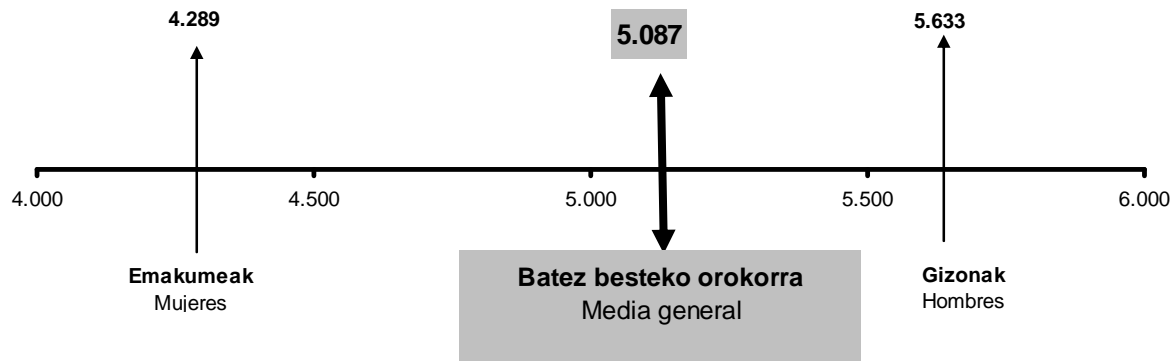 4.289
5.087
5.633
4.000
4.500
5.000
5.500
6.000
Emakumeak
Mujeres
Batez besteko orokorra
Media general
Gizonak
Hombres